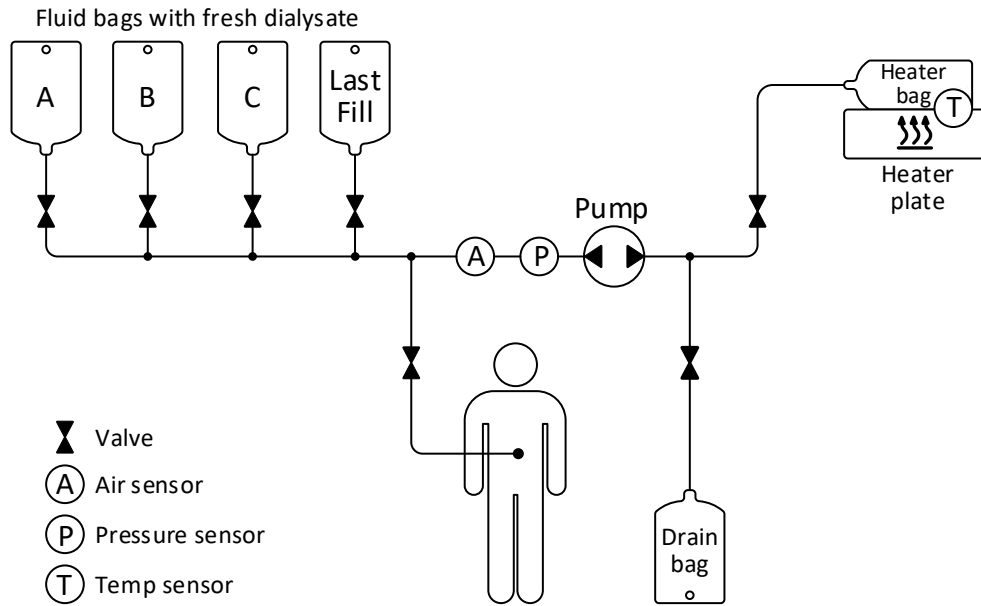 Fluid bags with fresh dialysate
A
B
C
Last
Fill
Heater
bag
T
Heater
plate
Pump
A
P
Valve
A Air sensor
P Pressure sensor
T Temp sensor
Drain
bag